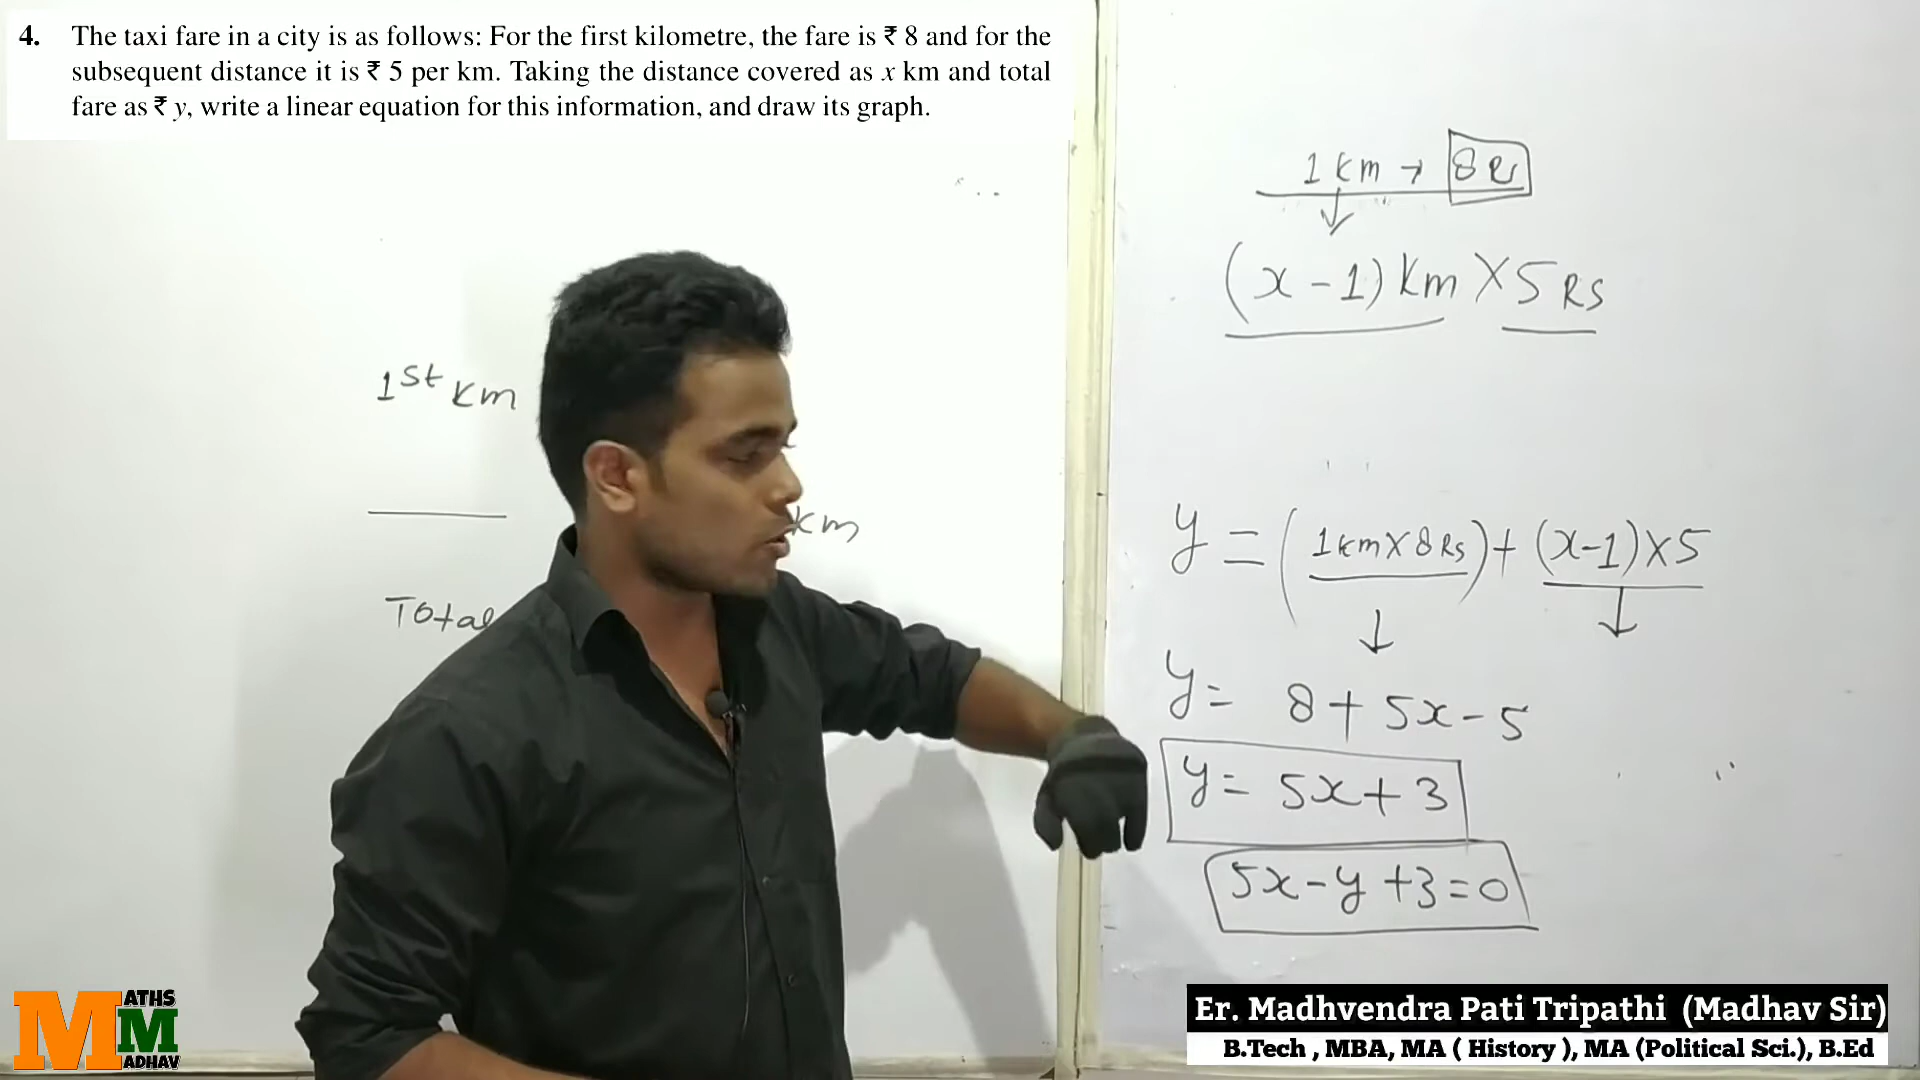 4. The taxi fare in a city is as follows: For the first kilometre, the fare is ₹ 8 and for the
subsequent distance it is ₹ 5 per km. Taking the distance covered as x km and total
fare as ₹ y, write a linear equation for this information, and draw its graph.
1st km
km
Total
1 km → 8 Rs
(x-1) km × 5 Rs
y = (1km × 8 Rs) + (x-1) × 5
y = 8 + 5x - 5
y = 5x + 3
5x - y + 3 = 0
MATHS
MADHAV
Er. Madhvendra Pati Tripathi (Madhav Sir)
B.Tech , MBA, MA ( History ), MA (Political Sci.), B.Ed